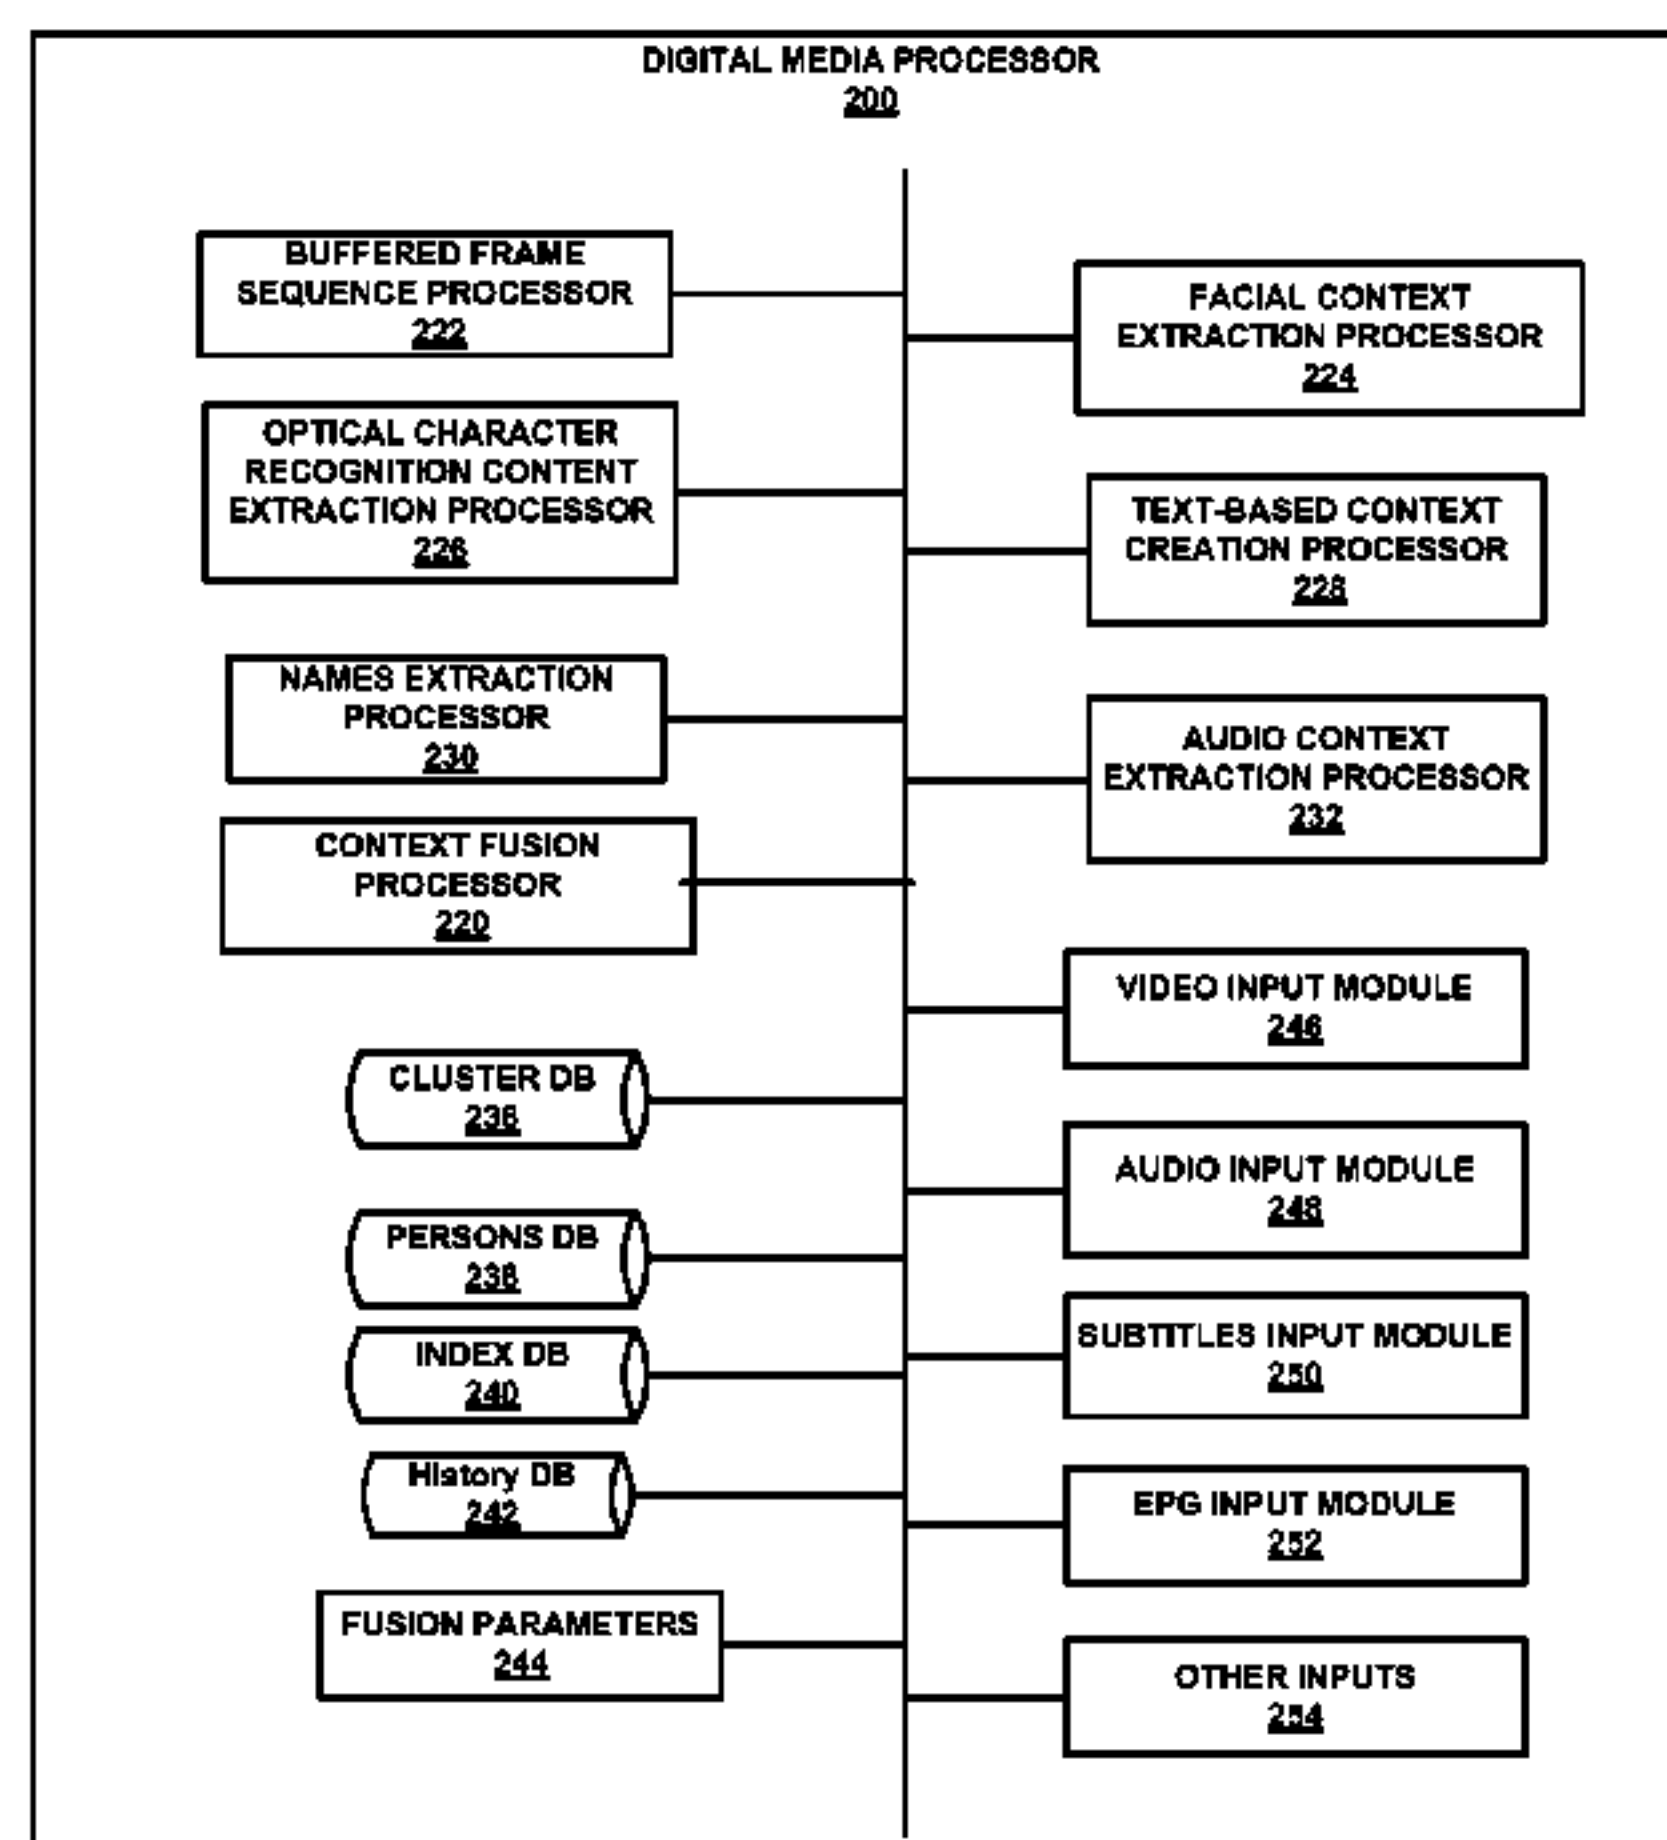 DIGITAL MEDIA PROCESSOR
200
BUFFERED FRAME
SEQUENCE PROCESSOR
222
FACIAL CONTEXT
EXTRACTION PROCESSOR
224
OPTICAL CHARACTER
RECOGNITION CONTENT
EXTRACTION PROCESSOR
226
TEXT-BASED CONTEXT
CREATION PROCESSOR
228
NAMES EXTRACTION
PROCESSOR
230
AUDIO CONTEXT
EXTRACTION PROCESSOR
232
CONTEXT FUSION
PROCESSOR
220
VIDEO INPUT MODULE
246
CLUSTER DB
236
AUDIO INPUT MODULE
248
PERSONS DB
238
SUBTITLES INPUT MODULE
250
INDEX DB
240
History DB
242
EPG INPUT MODULE
252
FUSION PARAMETERS
244
OTHER INPUTS
254